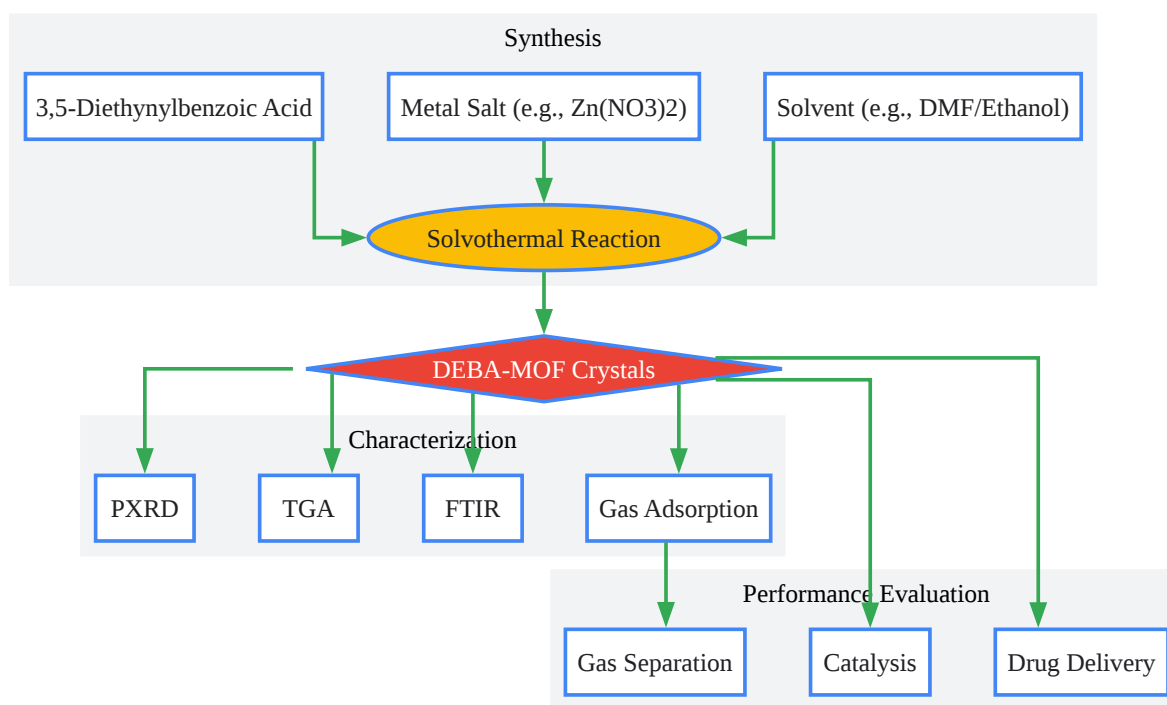 Synthesis
3,5-Diethynylbenzoic Acid
Metal Salt (e.g., Zn(NO3)2)
Solvent (e.g., DMF/Ethanol)
Solvothermal Reaction
DEBA-MOF Crystals
Characterization
PXRD
TGA
FTIR
Gas Adsorption
Performance Evaluation
Gas Separation
Catalysis
Drug Delivery